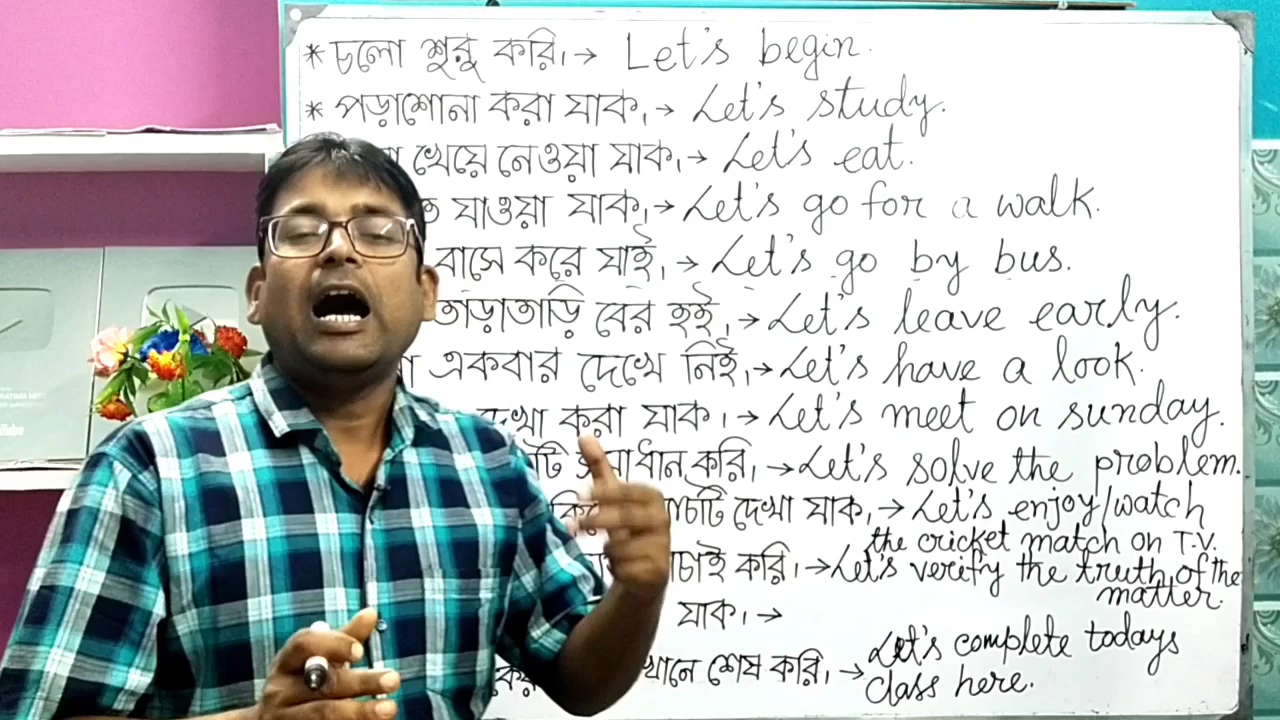 * চলো শুরু করি।→ Let's begin.
* পড়াশোনা করা যাক।→ Let's study.
খেয়ে নেওয়া যাক।→ Let's eat.
যাওয়া যাক।→ Let's go for a walk.
বাসে করে যাই।→ Let's go by bus.
তাড়াতাড়ি বের হই।→ Let's leave early.
একবার দেখে নিই।→ Let's have a look.
দেখা করা যাক।→ Let's meet on sunday.
করি।→ Let's solve the problem.
দেখা যাক।→ Let's enjoy/watch
the cricket match on T.V.
করি।→ Let's verify the truth of the
matter.
যাক।→
Let's complete todays
শেষ করি।→ class here.